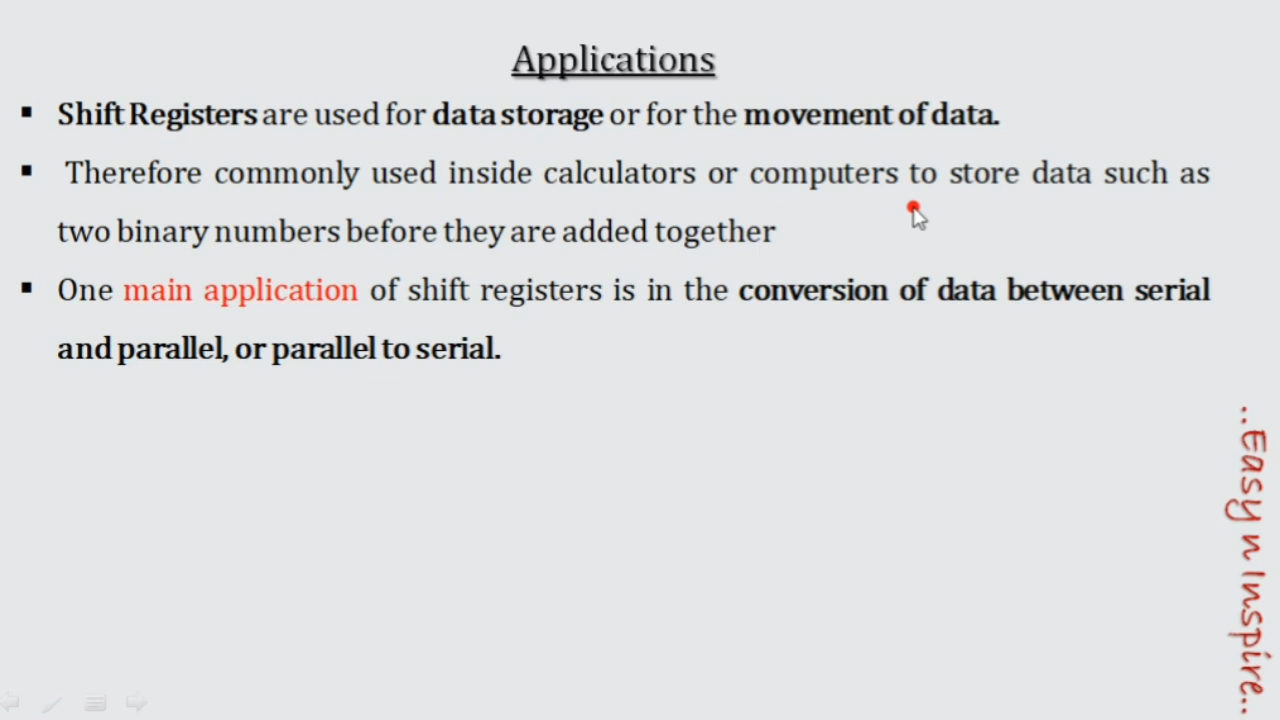 Applications
▪ Shift Registers are used for data storage or for the movement of data.
▪ Therefore commonly used inside calculators or computers to store data such as
two binary numbers before they are added together
▪ One main application of shift registers is in the conversion of data between serial
and parallel, or parallel to serial.
..Easy n Inspire..